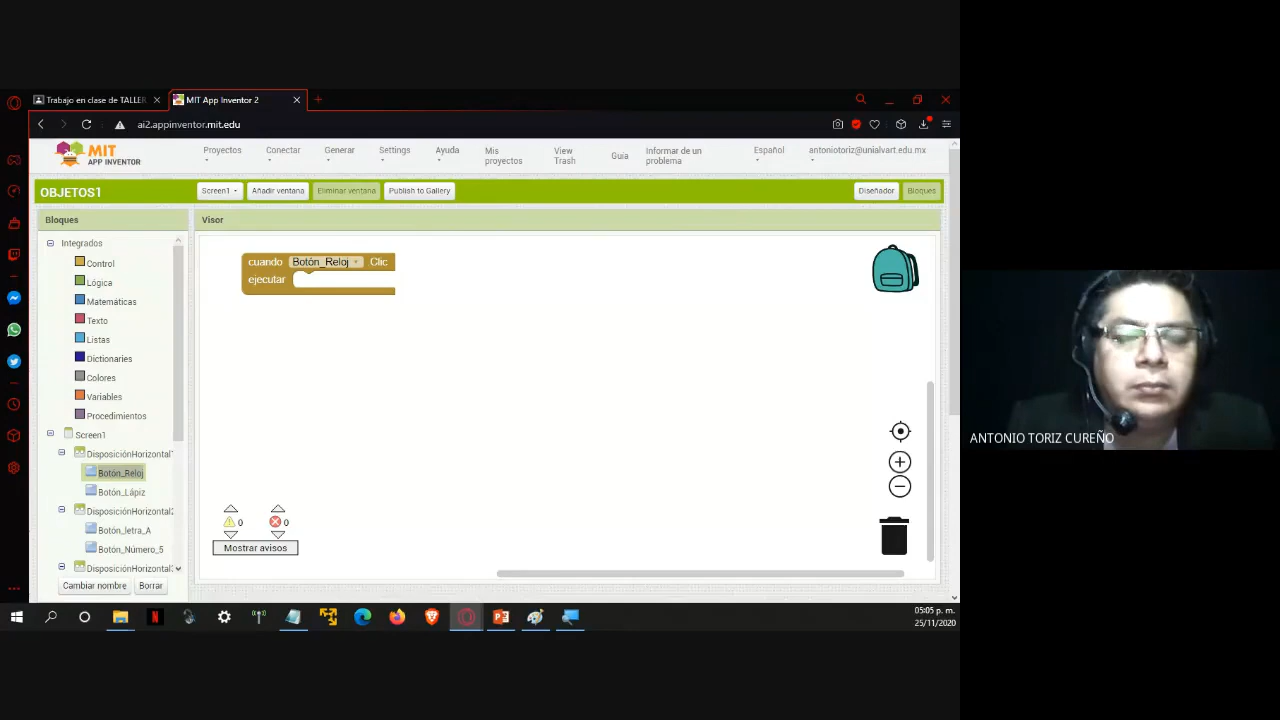 Trabajo en clase de TALLER
MIT App Inventor 2
ai2.appinventor.mit.edu
MIT
APP INVENTOR
Proyectos
Conectar
Generar
Settings
Ayuda
Mis proyectos
View Trash
Guía
Informar de un problema
Español
antoniotoriz@unialvart.edu.mx
OBJETOS1
Screen1
Añadir ventana
Eliminar ventana
Publish to Gallery
Diseñador
Bloques
Bloques
Visor
Integrados
Control
Lógica
Matemáticas
Texto
Listas
Dictionaries
Colores
Variables
Procedimientos
Screen1
DisposiciónHorizontal
Botón_Reloj
Botón_Lápiz
DisposiciónHorizontal
Botón_letra_A
Botón_Número_5
DisposiciónHorizontal
Cambiar nombre
Borrar
cuando Botón_Reloj Clic
ejecutar
0
0
Mostrar avisos
ANTONIO TORIZ CUREÑO
05:05 p. m.
25/11/2020